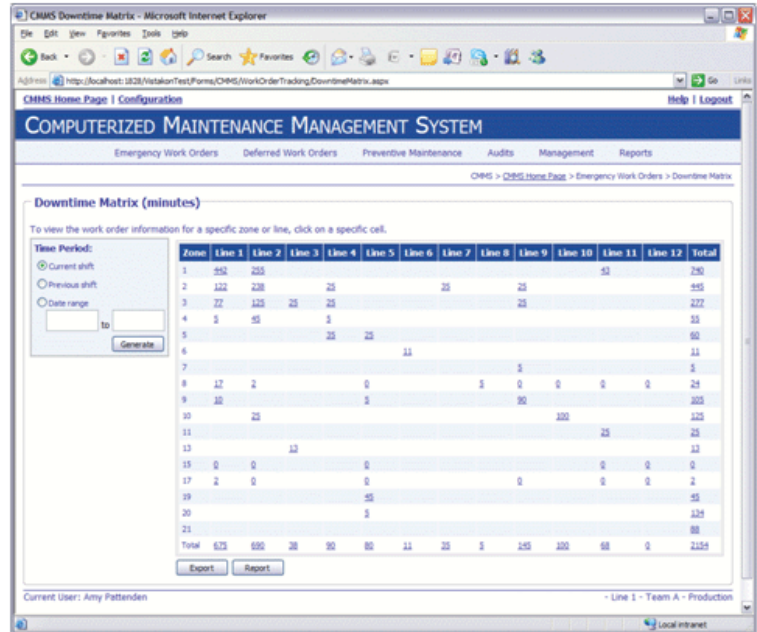 CMMS Downtime Matrix - Microsoft Internet Explorer
File Edit View Favorites Tools Help
Back Search Favorites
Address http://localhost:1828/VistakonTest/Forms/CMMS/WorkOrderTracking/DowntimeMatrix.aspx Go Links
CMMS Home Page | Configuration Help | Logout
COMPUTERIZED MAINTENANCE MANAGEMENT SYSTEM
Emergency Work Orders Deferred Work Orders Preventive Maintenance Audits Management Reports
CMMS > CMMS Home Page > Emergency Work Orders > Downtime Matrix
Downtime Matrix (minutes)
To view the work order information for a specific zone or line, click on a specific cell.
Time Period:
Current shift
Previous shift
Date range
to
Generate
Zone Line 1 Line 2 Line 3 Line 4 Line 5 Line 6 Line 7 Line 8 Line 9 Line 10 Line 11 Line 12 Total
1 442 255 43 740
2 122 238 25 25 25 445
3 77 125 25 25 25 277
4 5 45 5 55
5 35 25 60
6 11 11
7 5 5
8 17 2 0 5 0 0 0 0 24
9 10 5 90 105
10 25 100 125
11 25 25
13 13 13
15 0 0 0 0 0 0
17 2 0 0 0 0 0 2
19 45 45
20 5 134
21 88
Total 675 690 38 90 80 11 25 5 145 100 68 0 2154
Export Report
Current User: Amy Pattenden - Line 1 - Team A - Production
Local intranet